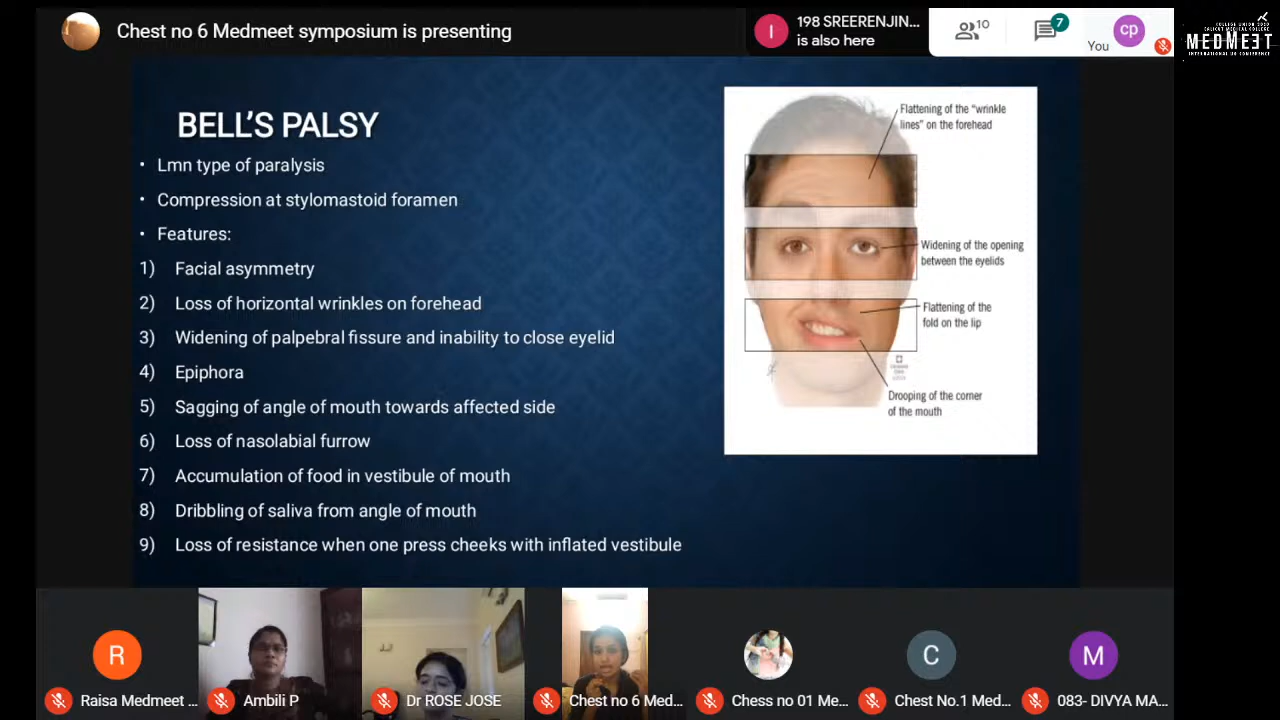 Chest no 6 Medmeet symposium is presenting
I
198 SREERENJIN...
is also here
10
7
You
cp
MEDMEET
INTERNATIONAL UG CONFERENCE
BELL'S PALSY
• Lmn type of paralysis
• Compression at stylomastoid foramen
• Features:
1) Facial asymmetry
2) Loss of horizontal wrinkles on forehead
3) Widening of palpebral fissure and inability to close eyelid
4) Epiphora
5) Sagging of angle of mouth towards affected side
6) Loss of nasolabial furrow
7) Accumulation of food in vestibule of mouth
8) Dribbling of saliva from angle of mouth
9) Loss of resistance when one press cheeks with inflated vestibule
Flattening of the “wrinkle
lines” on the forehead
Widening of the opening
between the eyelids
Flattening of the
fold on the lip
Drooping of the corner
of the mouth
R
C
M
Raisa Medmeet ...
Ambili P
Dr ROSE JOSE
Chest no 6 Med...
Chess no 01 Me...
Chest No.1 Med...
083- DIVYA MA...